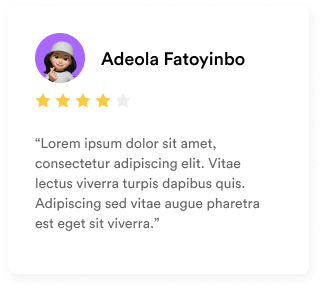 Adeola Fatoyinbo
“Lorem ipsum dolor sit amet,
consectetur adipiscing elit. Vitae
lectus viverra turpis dapibus quis.
Adipiscing sed vitae augue pharetra
est eget sit viverra.”